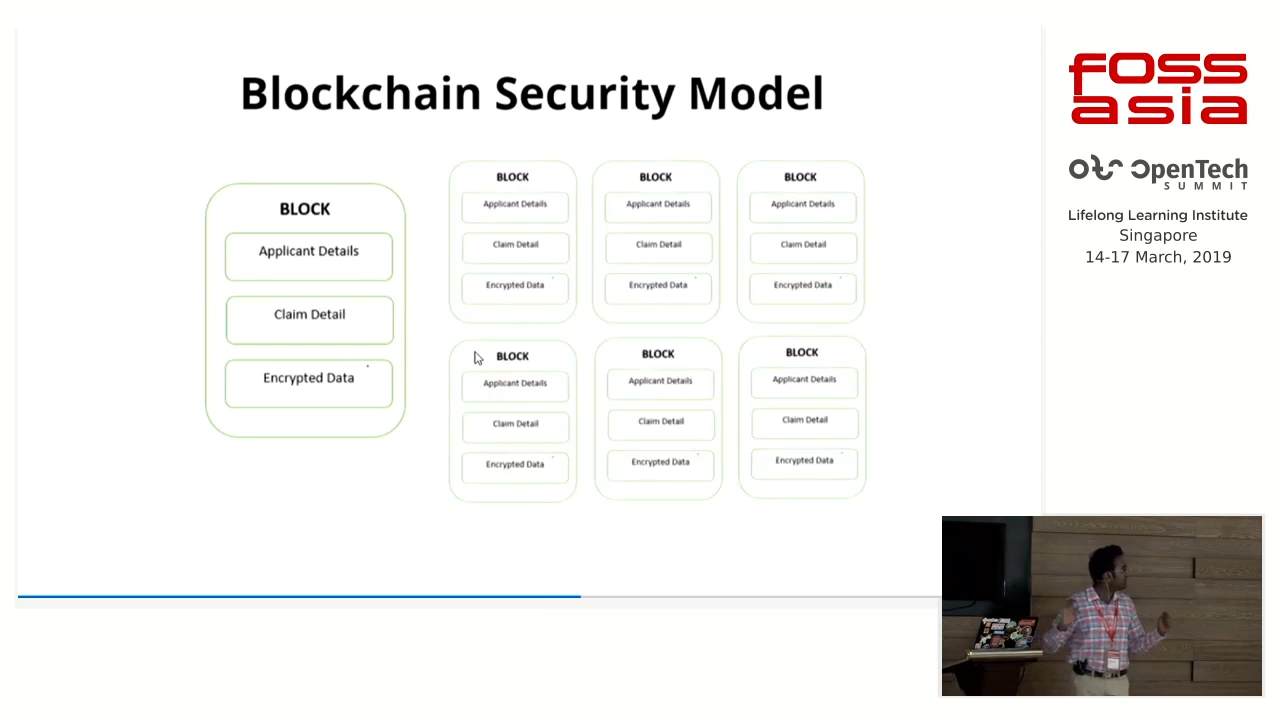 Blockchain Security Model
BLOCK
Applicant Details
Claim Detail
Encrypted Data
BLOCK
Applicant Details
Claim Detail
Encrypted Data
BLOCK
Applicant Details
Claim Detail
Encrypted Data
BLOCK
Applicant Details
Claim Detail
Encrypted Data
BLOCK
Applicant Details
Claim Detail
Encrypted Data
BLOCK
Applicant Details
Claim Detail
Encrypted Data
BLOCK
Applicant Details
Claim Detail
Encrypted Data
foss
asia
ots OpenTech
SUMMIT
Lifelong Learning Institute
Singapore
14-17 March, 2019